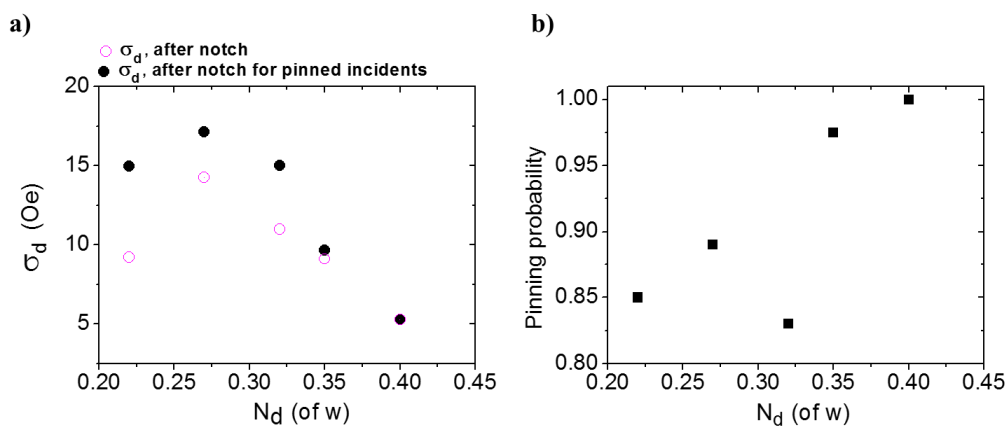 a)
σd, after notch
σd, after notch for pinned incidents
20
15
10
5
σd (Oe)
0.20 0.25 0.30 0.35 0.40 0.45
Nd (of w)
b)
1.00
0.95
0.90
0.85
0.80
Pinning probability
0.20 0.25 0.30 0.35 0.40 0.45
Nd (of w)